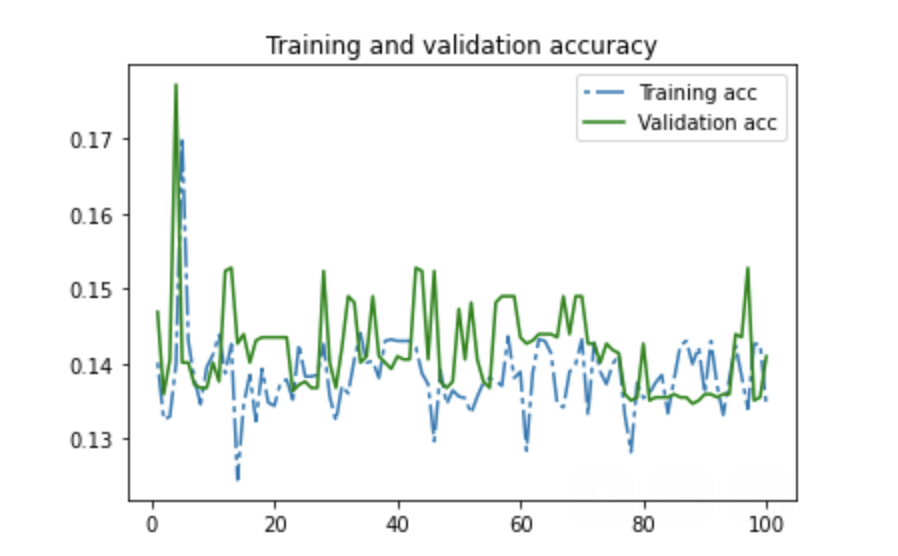 Training and validation accuracy
Training acc
Validation acc
0.17
0.16
0.15
0.14
0.13
0 20 40 60 80 100